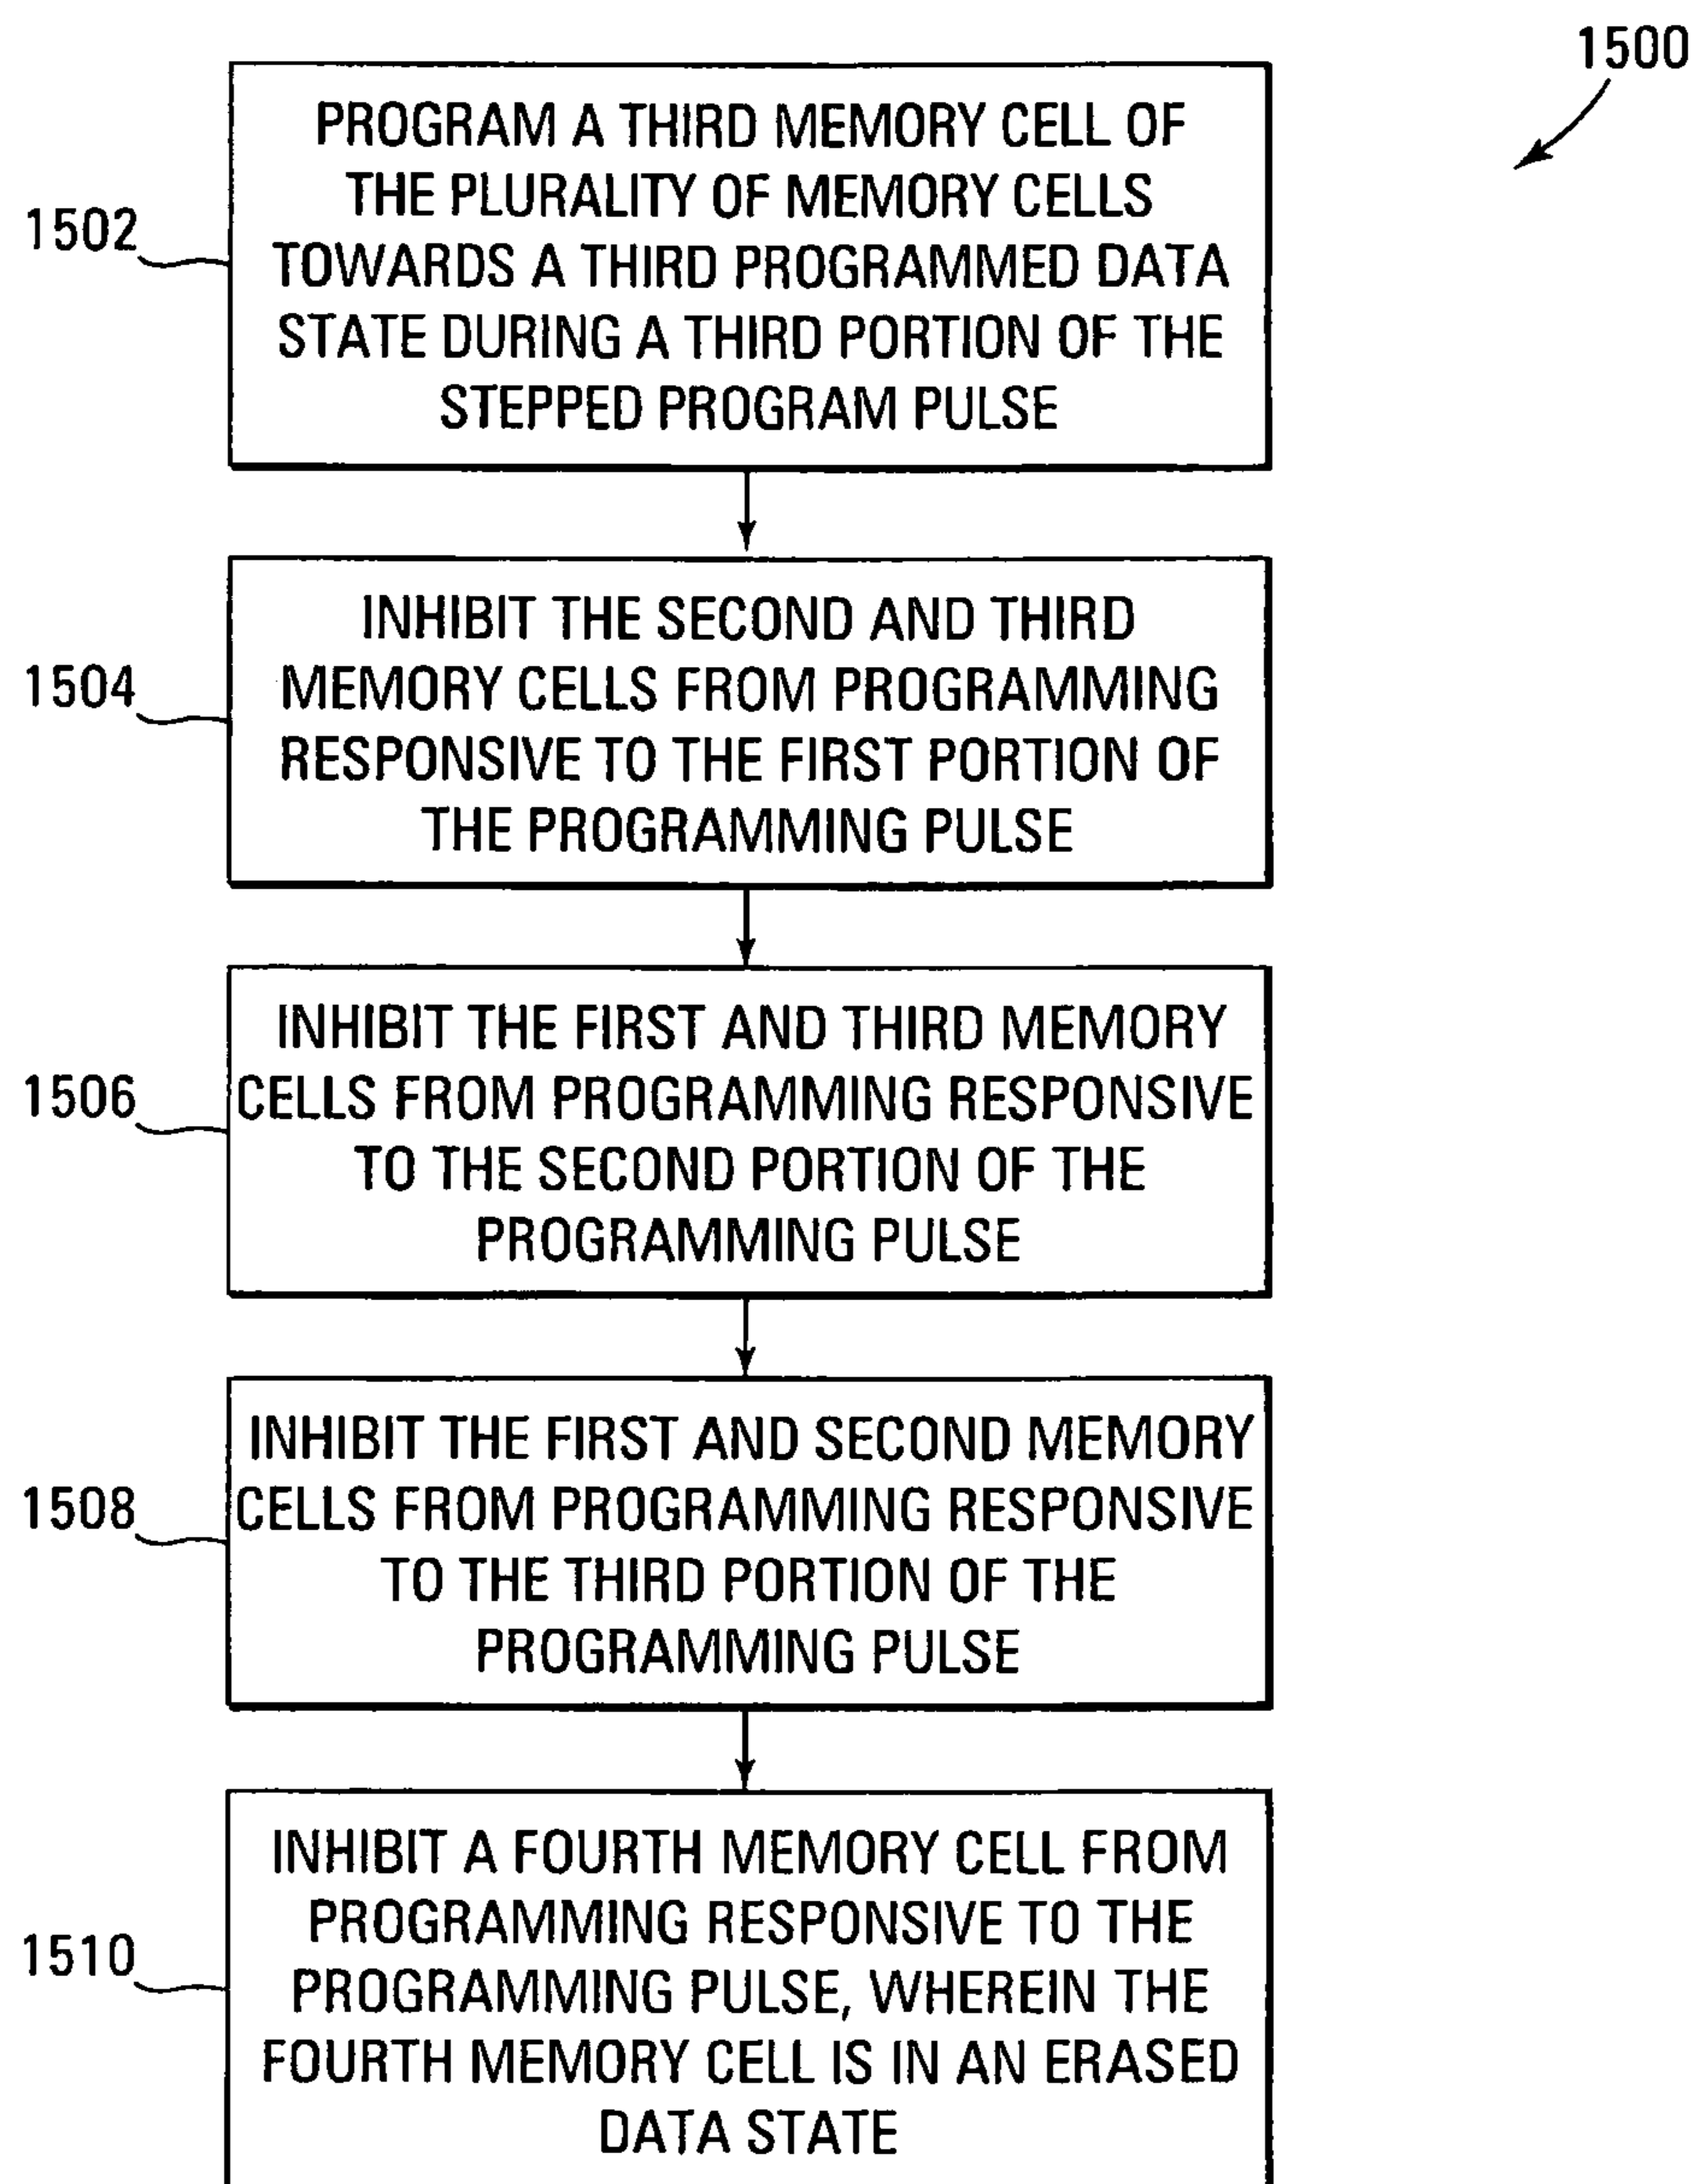 1500
PROGRAM A THIRD MEMORY CELL OF
THE PLURALITY OF MEMORY CELLS
TOWARDS A THIRD PROGRAMMED DATA
STATE DURING A THIRD PORTION OF THE
STEPPED PROGRAM PULSE
1502
INHIBIT THE SECOND AND THIRD
MEMORY CELLS FROM PROGRAMMING
RESPONSIVE TO THE FIRST PORTION OF
THE PROGRAMMING PULSE
1504
INHIBIT THE FIRST AND THIRD MEMORY
CELLS FROM PROGRAMMING RESPONSIVE
TO THE SECOND PORTION OF THE
PROGRAMMING PULSE
1506
INHIBIT THE FIRST AND SECOND MEMORY
CELLS FROM PROGRAMMING RESPONSIVE
TO THE THIRD PORTION OF THE
PROGRAMMING PULSE
1508
INHIBIT A FOURTH MEMORY CELL FROM
PROGRAMMING RESPONSIVE TO THE
PROGRAMMING PULSE, WHEREIN THE
FOURTH MEMORY CELL IS IN AN ERASED
DATA STATE
1510